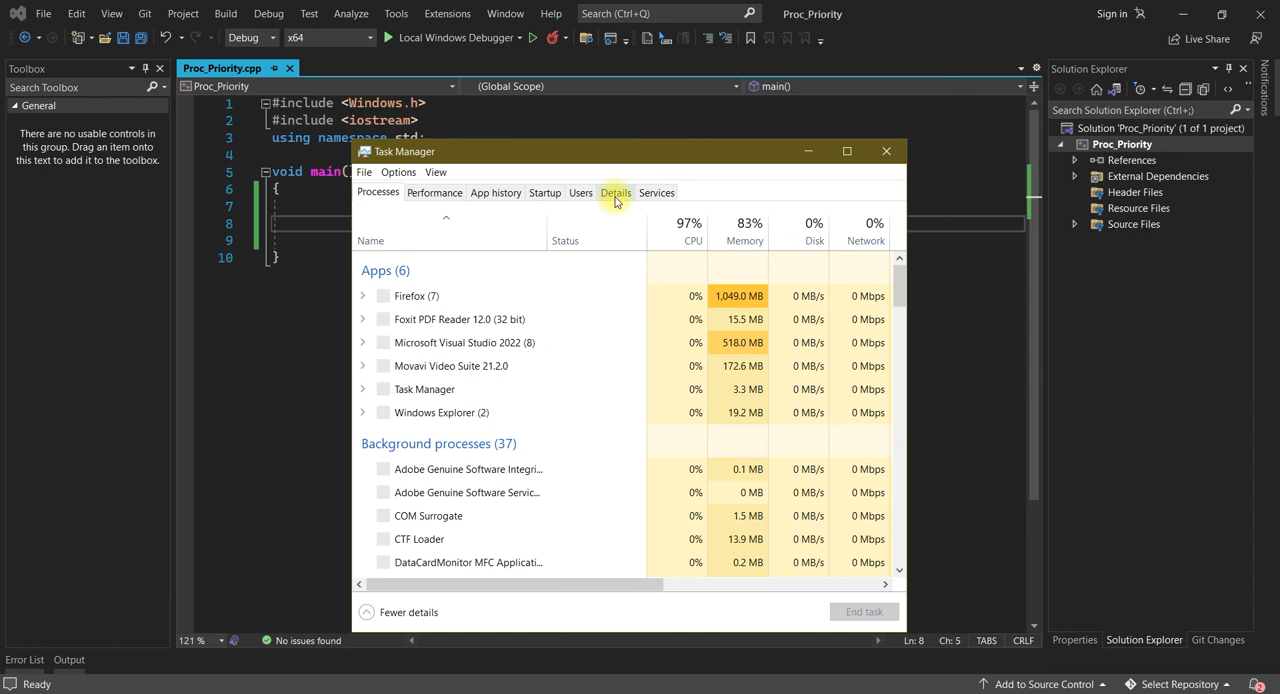 File Edit View Git Project Build Debug Test Analyze Tools Extensions Window Help Search (Ctrl+Q) Proc_Priority Sign in
Debug x64 Local Windows Debugger Live Share
Toolbox
Search Toolbox
General
There are no usable controls in
this group. Drag an item onto
this text to add it to the toolbox.
Proc_Priority.cpp
Proc_Priority (Global Scope) main()
1 #include <Windows.h>
2 #include <iostream>
3 using namespace std;
4
5 void main(
6 {
7
8
9
10 }
Task Manager
File Options View
Processes Performance App history Startup Users Details Services
97% 83% 0% 0%
Name Status CPU Memory Disk Network
Apps (6)
Firefox (7) 0% 1,049.0 MB 0 MB/s 0 Mbps
Foxit PDF Reader 12.0 (32 bit) 0% 15.5 MB 0 MB/s 0 Mbps
Microsoft Visual Studio 2022 (8) 0% 518.0 MB 0 MB/s 0 Mbps
Movavi Video Suite 21.2.0 0% 172.6 MB 0 MB/s 0 Mbps
Task Manager 0% 3.3 MB 0 MB/s 0 Mbps
Windows Explorer (2) 0% 19.2 MB 0 MB/s 0 Mbps
Background processes (37)
Adobe Genuine Software Integri... 0% 0.1 MB 0 MB/s 0 Mbps
Adobe Genuine Software Servic... 0% 0 MB 0 MB/s 0 Mbps
COM Surrogate 0% 1.5 MB 0 MB/s 0 Mbps
CTF Loader 0% 13.9 MB 0 MB/s 0 Mbps
DataCardMonitor MFC Applicati... 0% 0.2 MB 0 MB/s 0 Mbps
Fewer details End task
Solution Explorer
Search Solution Explorer (Ctrl+;)
Solution 'Proc_Priority' (1 of 1 project)
Proc_Priority
References
External Dependencies
Header Files
Resource Files
Source Files
Notifications
121 % No issues found Ln: 8 Ch: 5 TABS CRLF
Properties Solution Explorer Git Changes
Error List Output
Ready Add to Source Control Select Repository 2